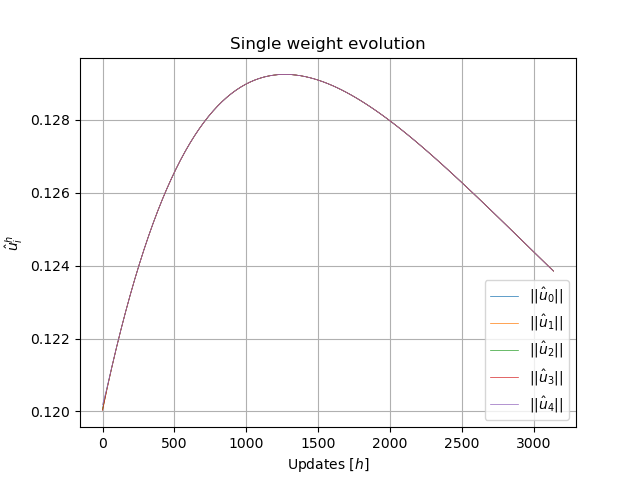 Single weight evolution
0.128
0.126
0.124
0.122
0.120
$\hat{u}_i^h$
0 500 1000 1500 2000 2500 3000
Updates [$h$]
||$\hat{u}_0$||
||$\hat{u}_1$||
||$\hat{u}_2$||
||$\hat{u}_3$||
||$\hat{u}_4$||